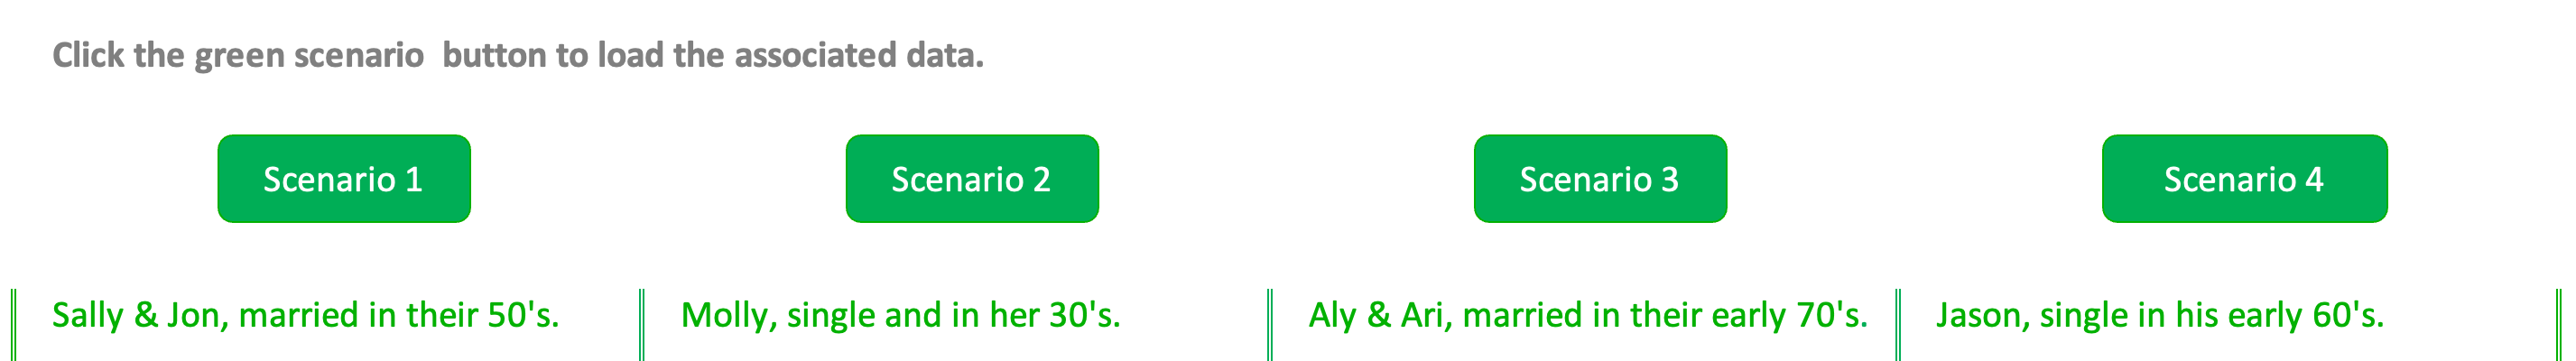 Click the green scenario  button to load the associated data.
Scenario 1
Scenario 2
Scenario 3
Scenario 4
Sally & Jon, married in their 50's.
Molly, single and in her 30's.
Aly & Ari, married in their early 70's.
Jason, single in his early 60's.